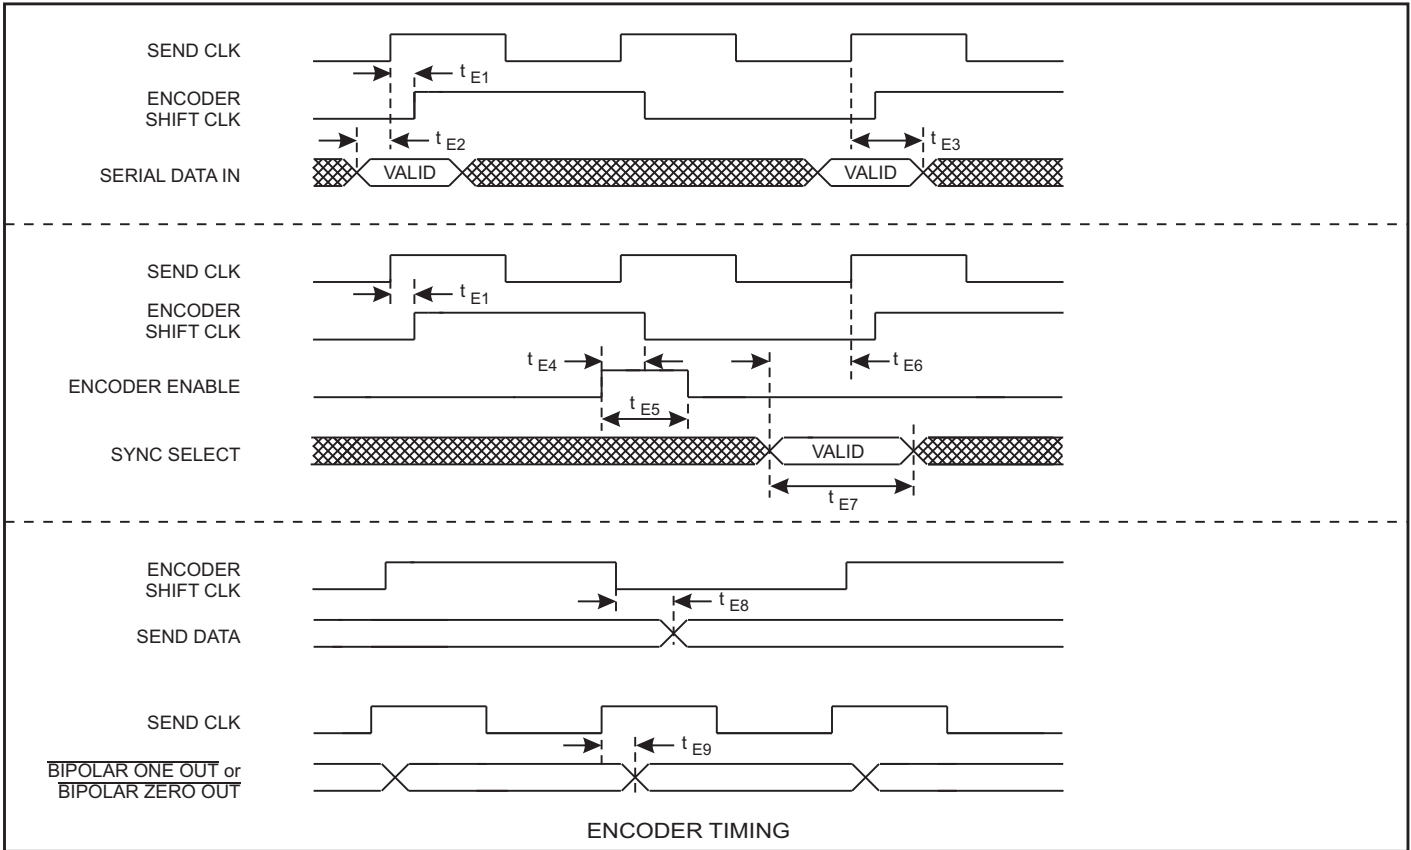 SEND CLK
t E1
ENCODER
SHIFT CLK
t E2
t E3
SERIAL DATA IN
VALID
VALID
SEND CLK
t E1
ENCODER
SHIFT CLK
t E4
t E6
ENCODER ENABLE
t E5
SYNC SELECT
VALID
t E7
ENCODER
SHIFT CLK
t E8
SEND DATA
SEND CLK
t E9
BIPOLAR ONE OUT or
BIPOLAR ZERO OUT
ENCODER TIMING